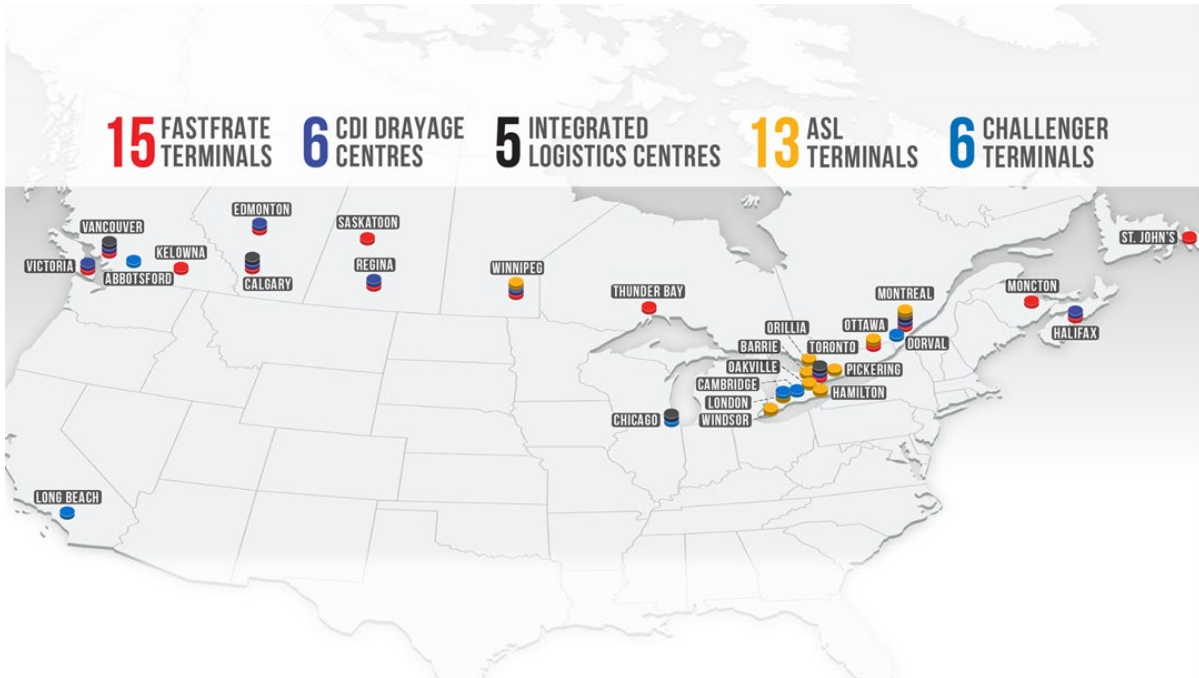 15 FASTFRATE
TERMINALS
6 CDI DRAYAGE
CENTRES
5 INTEGRATED
LOGISTICS CENTRES
13 ASL
TERMINALS
6 CHALLENGER
TERMINALS
EDMONTON
SASKATOON
VANCOUVER
ST. JOHN'S
KELOWNA
VICTORIA
REGINA
WINNIPEG
ABBOTSFORD
CALGARY
MONCTON
THUNDER BAY
MONTREAL
ORILLIA
OTTAWA
HALIFAX
BARRIE
TORONTO
DORVAL
OAKVILLE
PICKERING
CAMBRIDGE
HAMILTON
LONDON
CHICAGO
WINDSOR
LONG BEACH